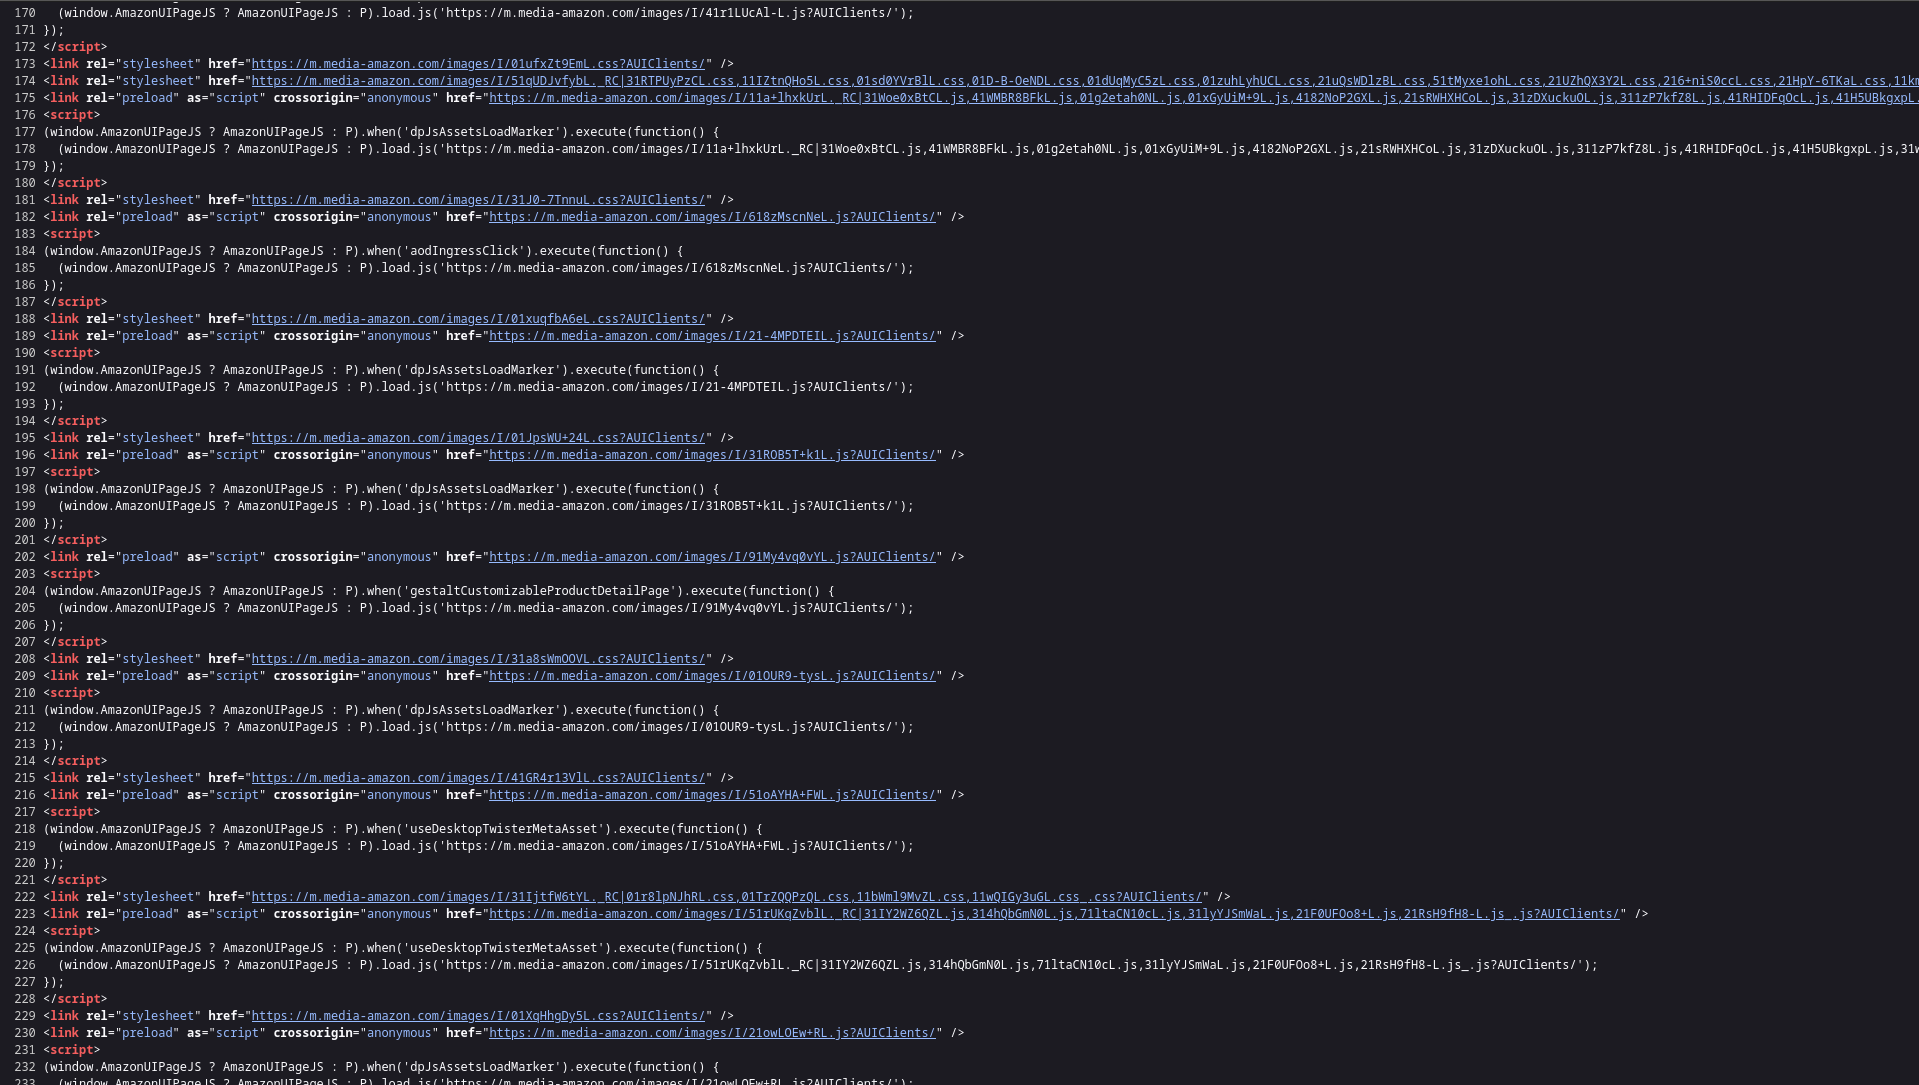 170 (window.AmazonUIPageJS ? AmazonUIPageJS : P).load.js('https://m.media-amazon.com/images/I/41r1LUcAl-L.js?AUIClients/');
171 });
172 </script>
173 <link rel="stylesheet" href="https://m.media-amazon.com/images/I/01ufxZt9EmL.css?AUIClients/" />
174 <link rel="stylesheet" href="https://m.media-amazon.com/images/I/51qUDJvfybL._RC|31RTPUyPzCL.css,11IZtnQHo5L.css,01sd0YVrBlL.css,01D-B-OeNDL.css,01dUqMyC5zL.css,01zuhLyhUCL.css,21uQsWDlzBL.css,51tMyxe1ohL.css,21UZhQX3Y2L.css,216+niS0ccL.css,21HpY-6TKaL.css,11km
175 <link rel="preload" as="script" crossorigin="anonymous" href="https://m.media-amazon.com/images/I/11a+lhxkUrL._RC|31Woe0xBtCL.js,41WMBR8BFkL.js,01g2etah0NL.js,01xGyUiM+9L.js,4182NoP2GXL.js,21sRWHXHCoL.js,31zDXuckuOL.js,311zP7kfZ8L.js,41RHIDFqOcL.js,41H5UBkgxpL.
176 <script>
177 (window.AmazonUIPageJS ? AmazonUIPageJS : P).when('dpJsAssetsLoadMarker').execute(function() {
178 (window.AmazonUIPageJS ? AmazonUIPageJS : P).load.js('https://m.media-amazon.com/images/I/11a+lhxkUrL._RC|31Woe0xBtCL.js,41WMBR8BFkL.js,01g2etah0NL.js,01xGyUiM+9L.js,4182NoP2GXL.js,21sRWHXHCoL.js,31zDXuckuOL.js,311zP7kfZ8L.js,41RHIDFqOcL.js,41H5UBkgxpL.js,31w
179 });
180 </script>
181 <link rel="stylesheet" href="https://m.media-amazon.com/images/I/31J0-7TnnuL.css?AUIClients/" />
182 <link rel="preload" as="script" crossorigin="anonymous" href="https://m.media-amazon.com/images/I/618zMscnNeL.js?AUIClients/" />
183 <script>
184 (window.AmazonUIPageJS ? AmazonUIPageJS : P).when('aodIngressClick').execute(function() {
185 (window.AmazonUIPageJS ? AmazonUIPageJS : P).load.js('https://m.media-amazon.com/images/I/618zMscnNeL.js?AUIClients/');
186 });
187 </script>
188 <link rel="stylesheet" href="https://m.media-amazon.com/images/I/01xuqfbA6eL.css?AUIClients/" />
189 <link rel="preload" as="script" crossorigin="anonymous" href="https://m.media-amazon.com/images/I/21-4MPDTEIL.js?AUIClients/" />
190 <script>
191 (window.AmazonUIPageJS ? AmazonUIPageJS : P).when('dpJsAssetsLoadMarker').execute(function() {
192 (window.AmazonUIPageJS ? AmazonUIPageJS : P).load.js('https://m.media-amazon.com/images/I/21-4MPDTEIL.js?AUIClients/');
193 });
194 </script>
195 <link rel="stylesheet" href="https://m.media-amazon.com/images/I/01JpsWU+24L.css?AUIClients/" />
196 <link rel="preload" as="script" crossorigin="anonymous" href="https://m.media-amazon.com/images/I/31ROB5T+k1L.js?AUIClients/" />
197 <script>
198 (window.AmazonUIPageJS ? AmazonUIPageJS : P).when('dpJsAssetsLoadMarker').execute(function() {
199 (window.AmazonUIPageJS ? AmazonUIPageJS : P).load.js('https://m.media-amazon.com/images/I/31ROB5T+k1L.js?AUIClients/');
200 });
201 </script>
202 <link rel="preload" as="script" crossorigin="anonymous" href="https://m.media-amazon.com/images/I/91My4vq0vYL.js?AUIClients/" />
203 <script>
204 (window.AmazonUIPageJS ? AmazonUIPageJS : P).when('gestaltCustomizableProductDetailPage').execute(function() {
205 (window.AmazonUIPageJS ? AmazonUIPageJS : P).load.js('https://m.media-amazon.com/images/I/91My4vq0vYL.js?AUIClients/');
206 });
207 </script>
208 <link rel="stylesheet" href="https://m.media-amazon.com/images/I/31a8sWmOOVL.css?AUIClients/" />
209 <link rel="preload" as="script" crossorigin="anonymous" href="https://m.media-amazon.com/images/I/01OUR9-tysL.js?AUIClients/" />
210 <script>
211 (window.AmazonUIPageJS ? AmazonUIPageJS : P).when('dpJsAssetsLoadMarker').execute(function() {
212 (window.AmazonUIPageJS ? AmazonUIPageJS : P).load.js('https://m.media-amazon.com/images/I/01OUR9-tysL.js?AUIClients/');
213 });
214 </script>
215 <link rel="stylesheet" href="https://m.media-amazon.com/images/I/41GR4r13VlL.css?AUIClients/" />
216 <link rel="preload" as="script" crossorigin="anonymous" href="https://m.media-amazon.com/images/I/51oAYHA+FWL.js?AUIClients/" />
217 <script>
218 (window.AmazonUIPageJS ? AmazonUIPageJS : P).when('useDesktopTwisterMetaAsset').execute(function() {
219 (window.AmazonUIPageJS ? AmazonUIPageJS : P).load.js('https://m.media-amazon.com/images/I/51oAYHA+FWL.js?AUIClients/');
220 });
221 </script>
222 <link rel="stylesheet" href="https://m.media-amazon.com/images/I/31IjtfW6tYL._RC|01r8lpNJhRL.css,01TrZQQPzQL.css,11bWml9MvZL.css,11wQIGy3uGL.css_.css?AUIClients/" />
223 <link rel="preload" as="script" crossorigin="anonymous" href="https://m.media-amazon.com/images/I/51rUKqZvblL._RC|31IY2WZ6QZL.js,314hQbGmN0L.js,71ltaCN10cL.js,31lyYJSmWaL.js,21F0UFOo8+L.js,21RsH9fH8-L.js_.js?AUIClients/" />
224 <script>
225 (window.AmazonUIPageJS ? AmazonUIPageJS : P).when('useDesktopTwisterMetaAsset').execute(function() {
226 (window.AmazonUIPageJS ? AmazonUIPageJS : P).load.js('https://m.media-amazon.com/images/I/51rUKqZvblL._RC|31IY2WZ6QZL.js,314hQbGmN0L.js,71ltaCN10cL.js,31lyYJSmWaL.js,21F0UFOo8+L.js,21RsH9fH8-L.js_.js?AUIClients/');
227 });
228 </script>
229 <link rel="stylesheet" href="https://m.media-amazon.com/images/I/01XqHhgDy5L.css?AUIClients/" />
230 <link rel="preload" as="script" crossorigin="anonymous" href="https://m.media-amazon.com/images/I/21owLOEw+RL.js?AUIClients/" />
231 <script>
232 (window.AmazonUIPageJS ? AmazonUIPageJS : P).when('dpJsAssetsLoadMarker').execute(function() {
233 (window.AmazonUIPageJS ? AmazonUIPageJS : P).load.js('https://m.media-amazon.com/images/I/21owLOEw+RL.js?AUIClients/');